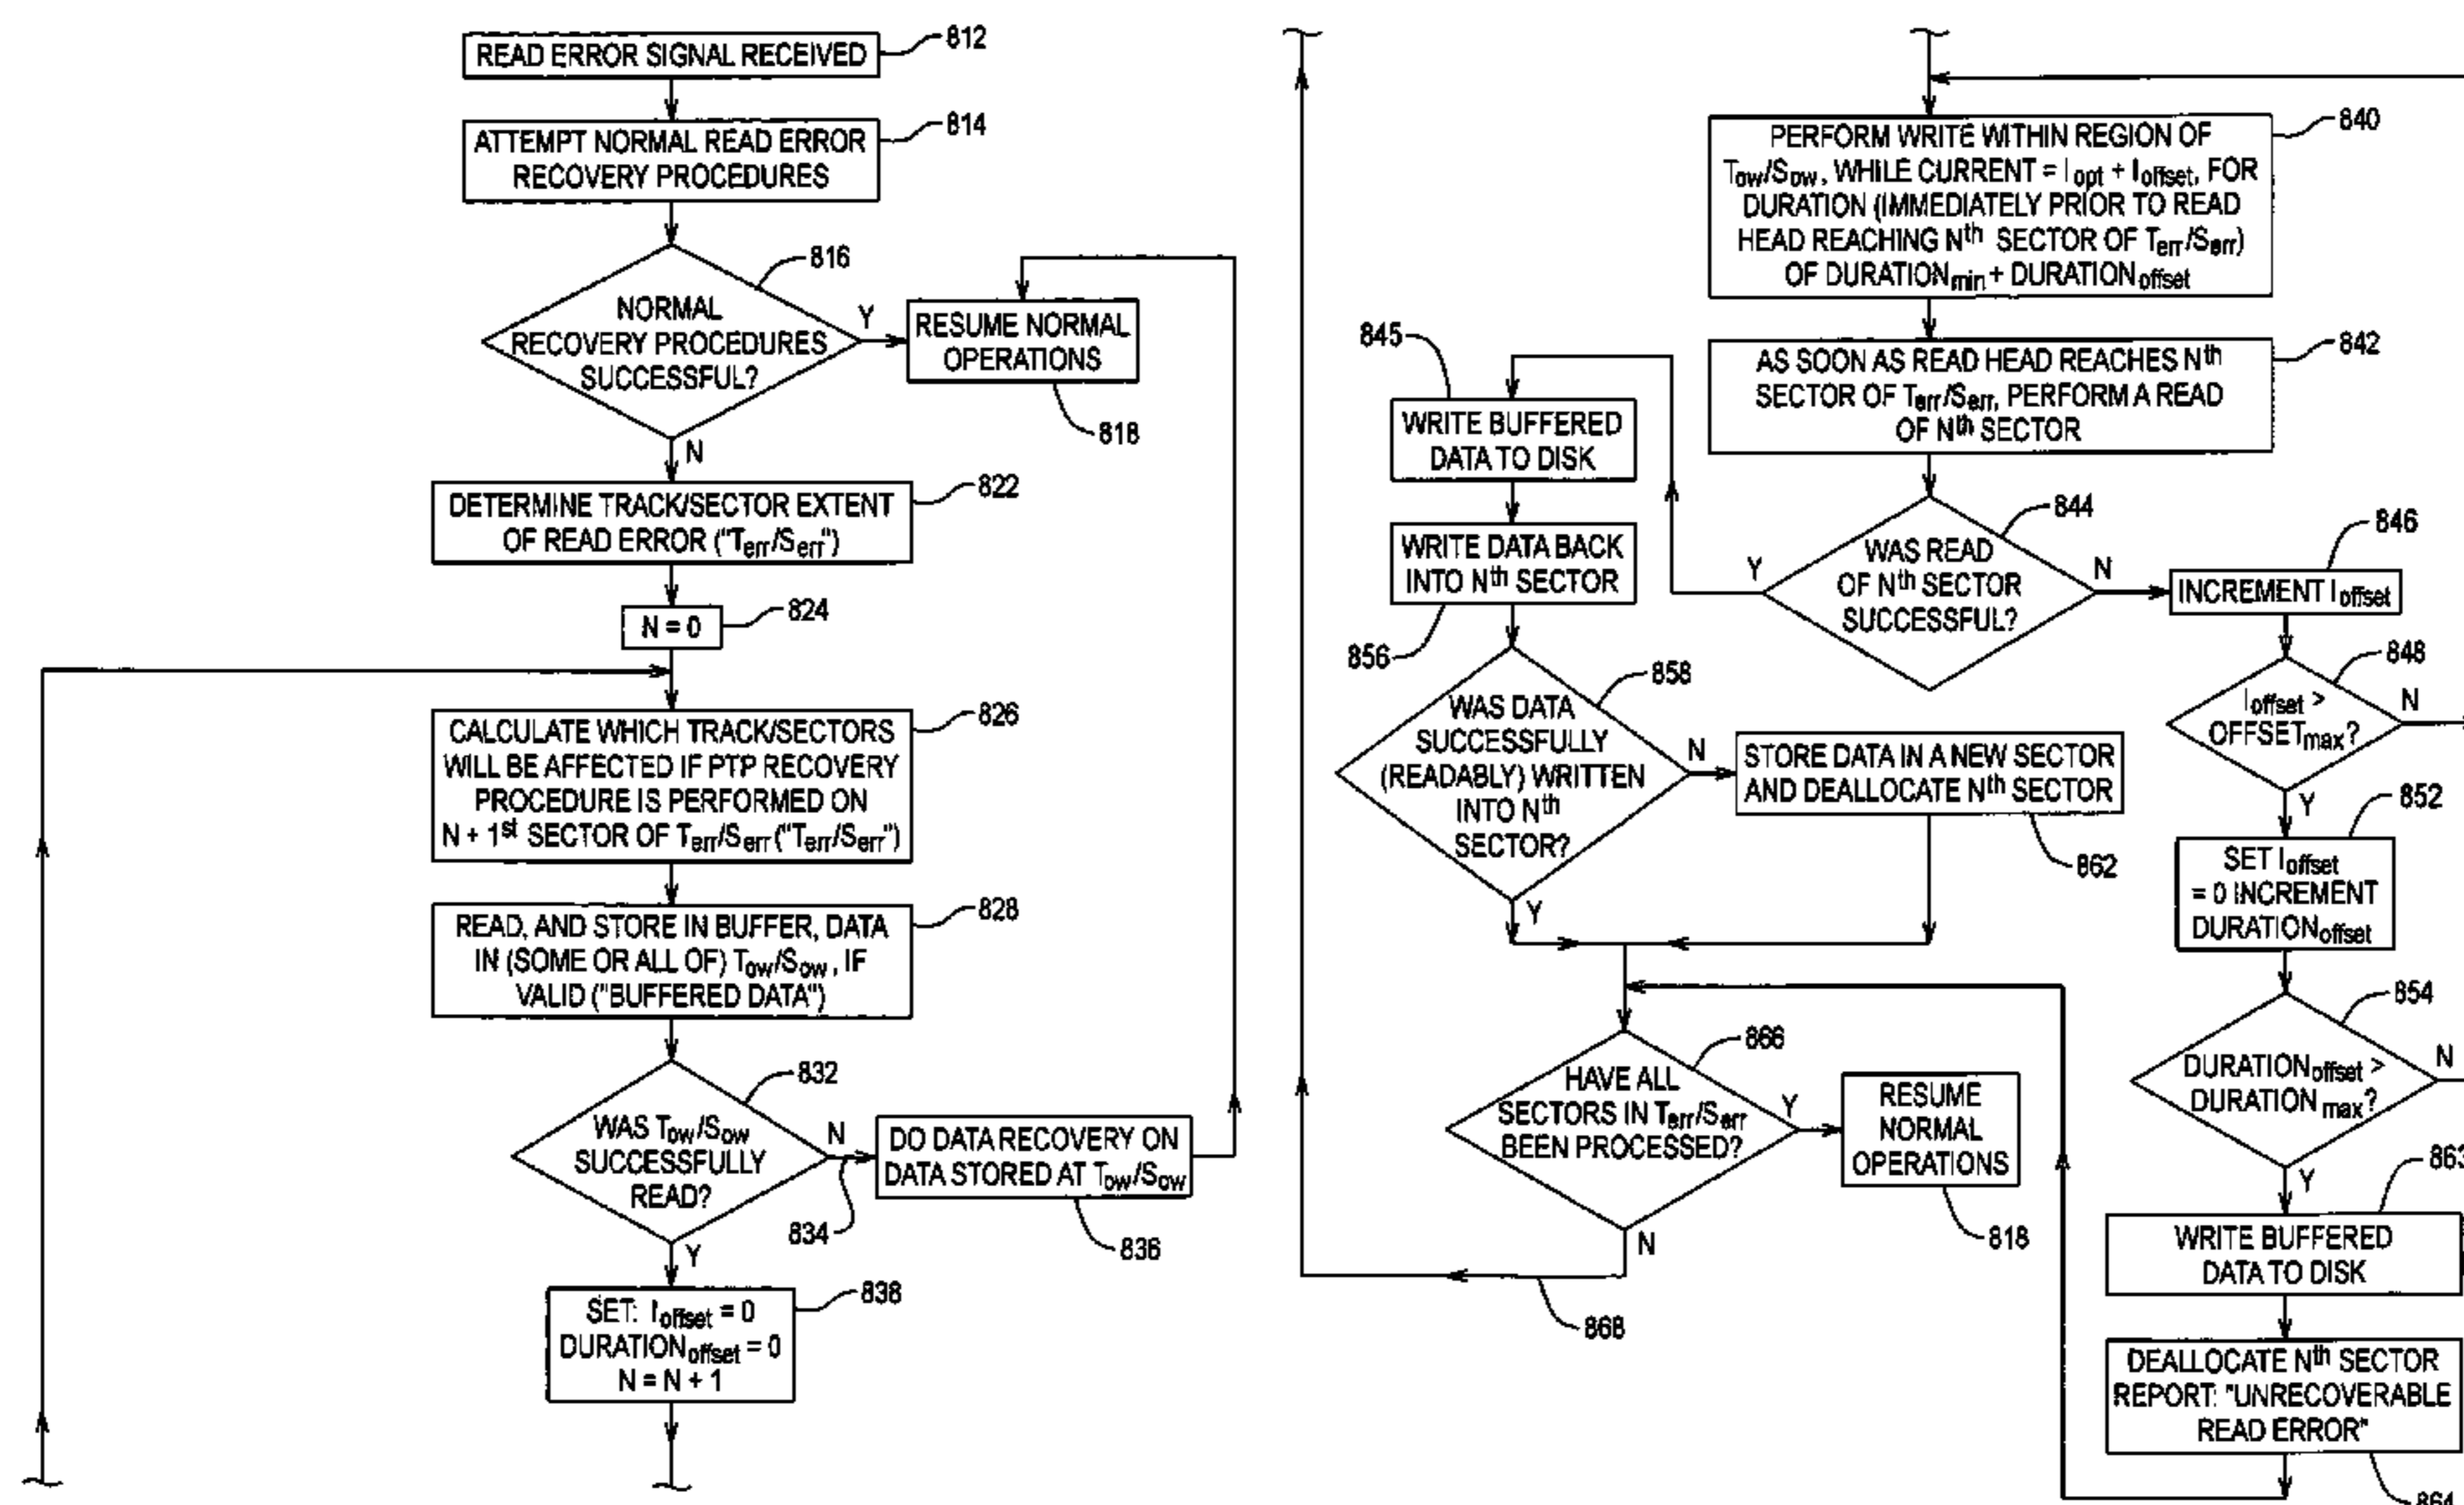 READ ERROR SIGNAL RECEIVED
812
ATTEMPT NORMAL READ ERROR
RECOVERY PROCEDURES
814
NORMAL
RECOVERY PROCEDURES
SUCCESSFUL?
816
Y
N
RESUME NORMAL
OPERATIONS
818
DETERMINE TRACK/SECTOR EXTENT
OF READ ERROR ("Terr/Serr")
822
N = 0
824
CALCULATE WHICH TRACK/SECTORS
WILL BE AFFECTED IF PTP RECOVERY
PROCEDURE IS PERFORMED ON
N + 1st SECTOR OF Terr/Serr ("Terr/Serr")
826
READ, AND STORE IN BUFFER, DATA
IN (SOME OR ALL OF) Tow/Sow, IF
VALID ("BUFFERED DATA")
828
WAS Tow/Sow
SUCCESSFULLY
READ?
832
N
834
Y
DO DATA RECOVERY ON
DATA STORED AT Tow/Sow
836
SET: Ioffset = 0
DURATIONoffset = 0
N = N + 1
838
PERFORM WRITE WITHIN REGION OF
Tow/Sow, WHILE CURRENT = Iopt + Ioffset, FOR
DURATION (IMMEDIATELY PRIOR TO READ
HEAD REACHING Nth SECTOR OF Terr/Serr)
OF DURATIONmin + DURATIONoffset
840
AS SOON AS READ HEAD REACHES Nth
SECTOR OF Terr/Serr, PERFORM A READ
OF Nth SECTOR
842
WAS READ
OF Nth SECTOR
SUCCESSFUL?
844
Y
N
845
WRITE BUFFERED
DATA TO DISK
WRITE DATA BACK
INTO Nth SECTOR
856
WAS DATA
SUCCESSFULLY
(READABLY) WRITTEN
INTO Nth
SECTOR?
858
N
Y
STORE DATA IN A NEW SECTOR
AND DEALLOCATE Nth SECTOR
862
INCREMENT Ioffset
846
Ioffset >
OFFSETmax?
848
N
Y
SET Ioffset
= 0 INCREMENT
DURATIONoffset
852
DURATIONoffset >
DURATION max?
854
N
Y
WRITE BUFFERED
DATA TO DISK
863
DEALLOCATE Nth SECTOR
REPORT: "UNRECOVERABLE
READ ERROR"
864
HAVE ALL
SECTORS IN Terr/Serr
BEEN PROCESSED?
866
Y
N
RESUME
NORMAL
OPERATIONS
818
868